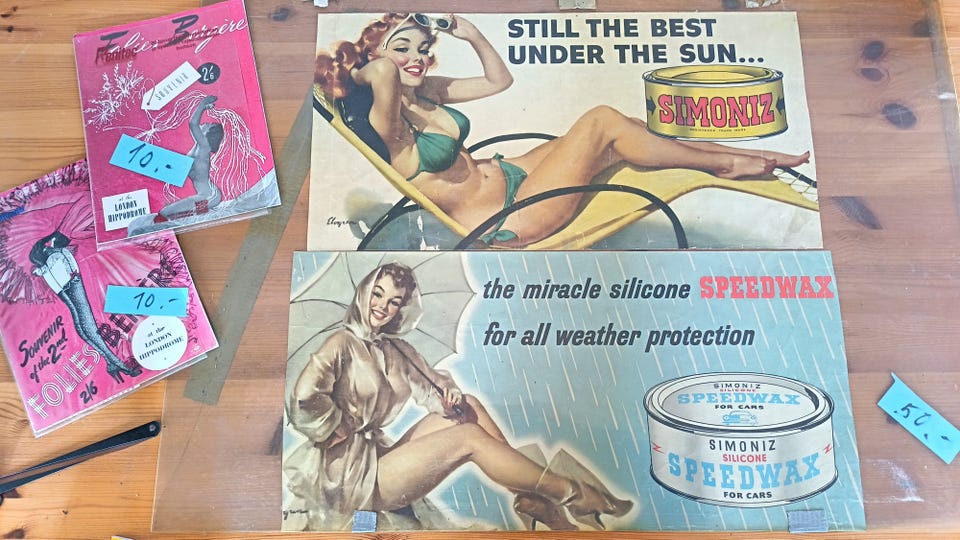 Folies Bergère
SOUVENIR
2/6
10.-
at the
LONDON
HIPPODROME
10.-
SOUVENIR
of the 2nd
FOLIES
2/6
at the
LONDON
HIPPODROME
STILL THE BEST
UNDER THE SUN...
SIMONIZ
REGISTERED TRADE MARK
Elvgren
the miracle silicone SPEEDWAX
for all weather protection
SIMONIZ
SILICONE
SPEEDWAX
FOR CARS
SIMONIZ
SILICONE
SPEEDWAX
FOR CARS
50.-